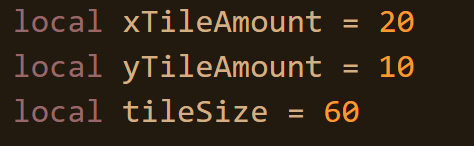 local xTileAmount = 20
local yTileAmount = 10
local tileSize = 60